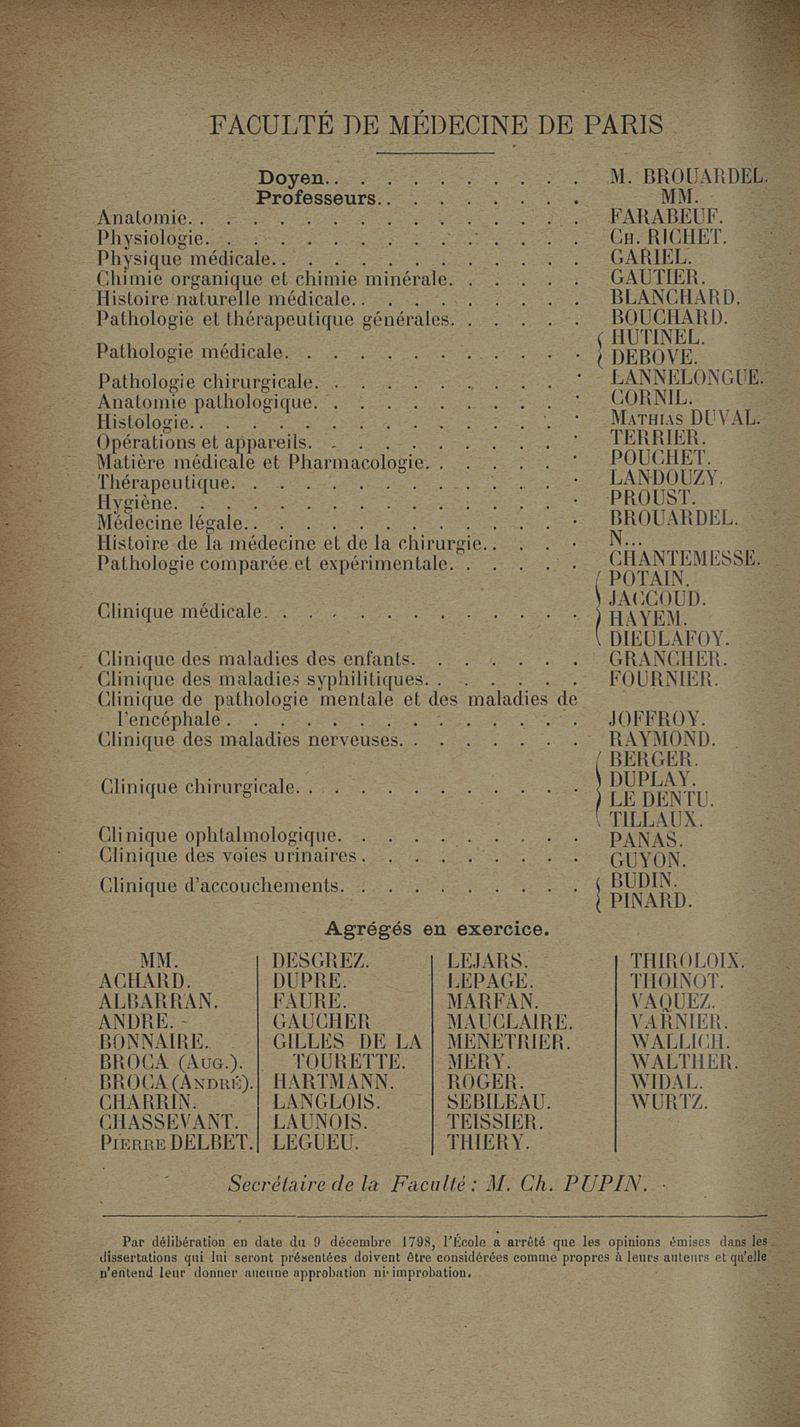 FACULTÉ DE MÉDECINE DE PARIS
Doyen.. . . . . . . . . . . M. BROUARDEL.
Professeurs.. . . . . . . . . MM.
Anatomie. . . . . . . . . . . . . . . . FARABEUF.
Physiologie. . . . . . . . . . . . . . . CH. RICHET.
Physique médicale. . . . . . . . . . . . . GARIEL.
Chimie organique et chimie minérale. . . . . . GAUTIER.
Histoire naturelle médicale. . . . . . . . . . BLANCHARD.
Pathologie et thérapeutique générales. . . . . . BOUCHARD.
Pathologie médicale. . . . . . . . . . . . . { HUTINEL.
DEBOVE.
Pathologie chirurgicale. . . . . . . . . . . . LANNELONGUE.
Anatomie pathologique. . . . . . . . . . . . CORNIL.
Histologie. . . . . . . . . . . . . . . . MATHIAS DUVAL.
Opérations et appareils. . . . . . . . . . . . TERRIER.
Matière médicale et Pharmacologie. . . . . . . POUCHET.
Thérapeutique. . . . . . . . . . . . . . . LANDOUZY.
Hygiène. . . . . . . . . . . . . . . . . PROUST.
Médecine légale. . . . . . . . . . . . . . BROUARDEL.
Histoire de la médecine et de la chirurgie. . . . . N...
Pathologie comparée et expérimentale. . . . . . CHANTEMESSE.
Clinique médicale. . . . . . . . . . . . . . { POTAIN.
JACCOUD.
HAYEM.
DIEULAFOY.
Clinique des maladies des enfants. . . . . . . . GRANCHER.
Clinique des maladies syphilitiques. . . . . . . . FOURNIER.
Clinique de pathologie mentale et des maladies de
l'encéphale . . . . . . . . . . . . . . . JOFFROY.
Clinique des maladies nerveuses. . . . . . . . . RAYMOND.
Clinique chirurgicale. . . . . . . . . . . . . { BERGER.
DUPLAY.
LE DENTU.
TILLAUX.
Clinique ophtalmologique. . . . . . . . . . . PANAS.
Clinique des voies urinaires. . . . . . . . . . GUYON.
Clinique d'accouchements. . . . . . . . . . . { BUDIN.
PINARD.
Agrégés en exercice.
MM.
ACHARD.
ALBARRAN.
ANDRE.
BONNAIRE.
BROCA (AUG.).
BROCA (ANDRÉ).
CHARRIN.
CHASSEVANT.
PIERRE DELBET.
DESGREZ.
DUPRE.
FAURE.
GAUCHER
GILLES DE LA
TOURETTE.
HARTMANN.
LANGLOIS.
LAUNOIS.
LEGUEU.
LEJARS.
LEPAGE.
MARFAN.
MAUCLAIRE.
MENETRIER.
MERY.
ROGER.
SEBILEAU.
TEISSIER.
THIERY.
THIROLOIX.
THOINOT.
VAQUEZ.
VARNIER.
WALLICH.
WALTHER.
WIDAL.
WURTZ.
Secrétaire de la Faculté : M. Ch. PUPIN.
Par délibération en date du 9 décembre 1798, l'École a arrêté que les opinions émises dans les
dissertations qui lui seront présentées doivent être considérées comme propres à leurs auteurs et qu'elle
n'entend leur donner aucune approbation ni improbation.